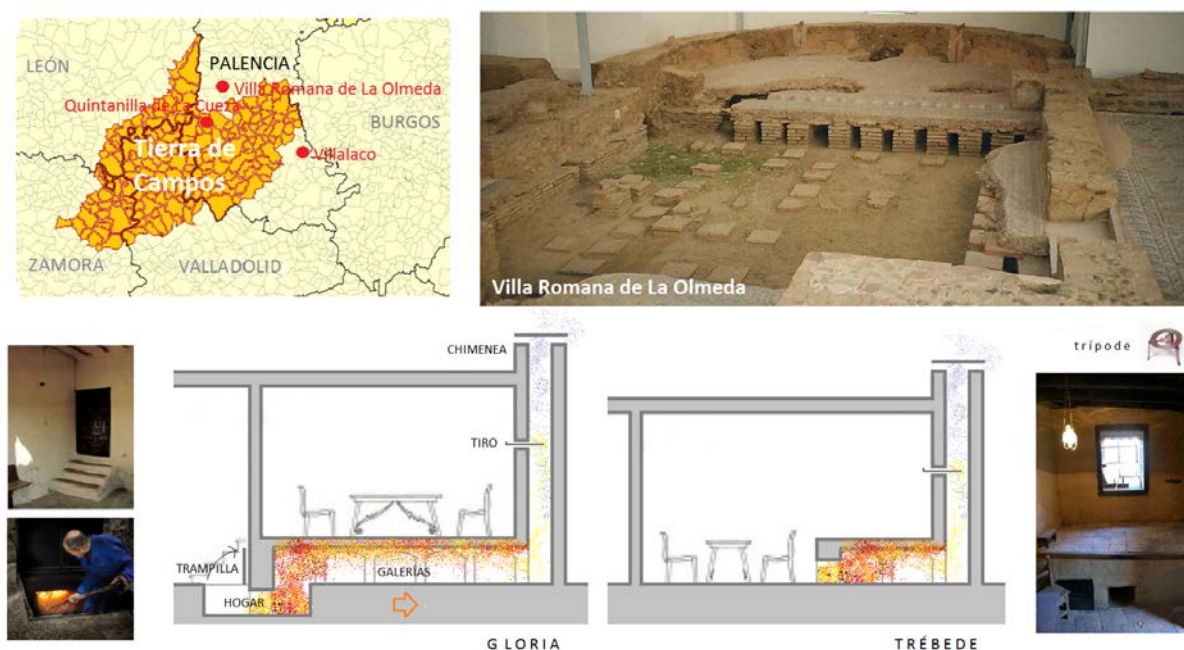 LEÓN
PALENCIA
Villa Romana de La Olmeda
Quintanilla de La Cueza
BURGOS
Tierra de
Campos
Villalaco
ZAMORA
VALLADOLID
Villa Romana de La Olmeda
CHIMENEA
TIRO
TRAMPILLA
GALERÍAS
HOGAR
GLORIA
trípode
TRÉBEDE